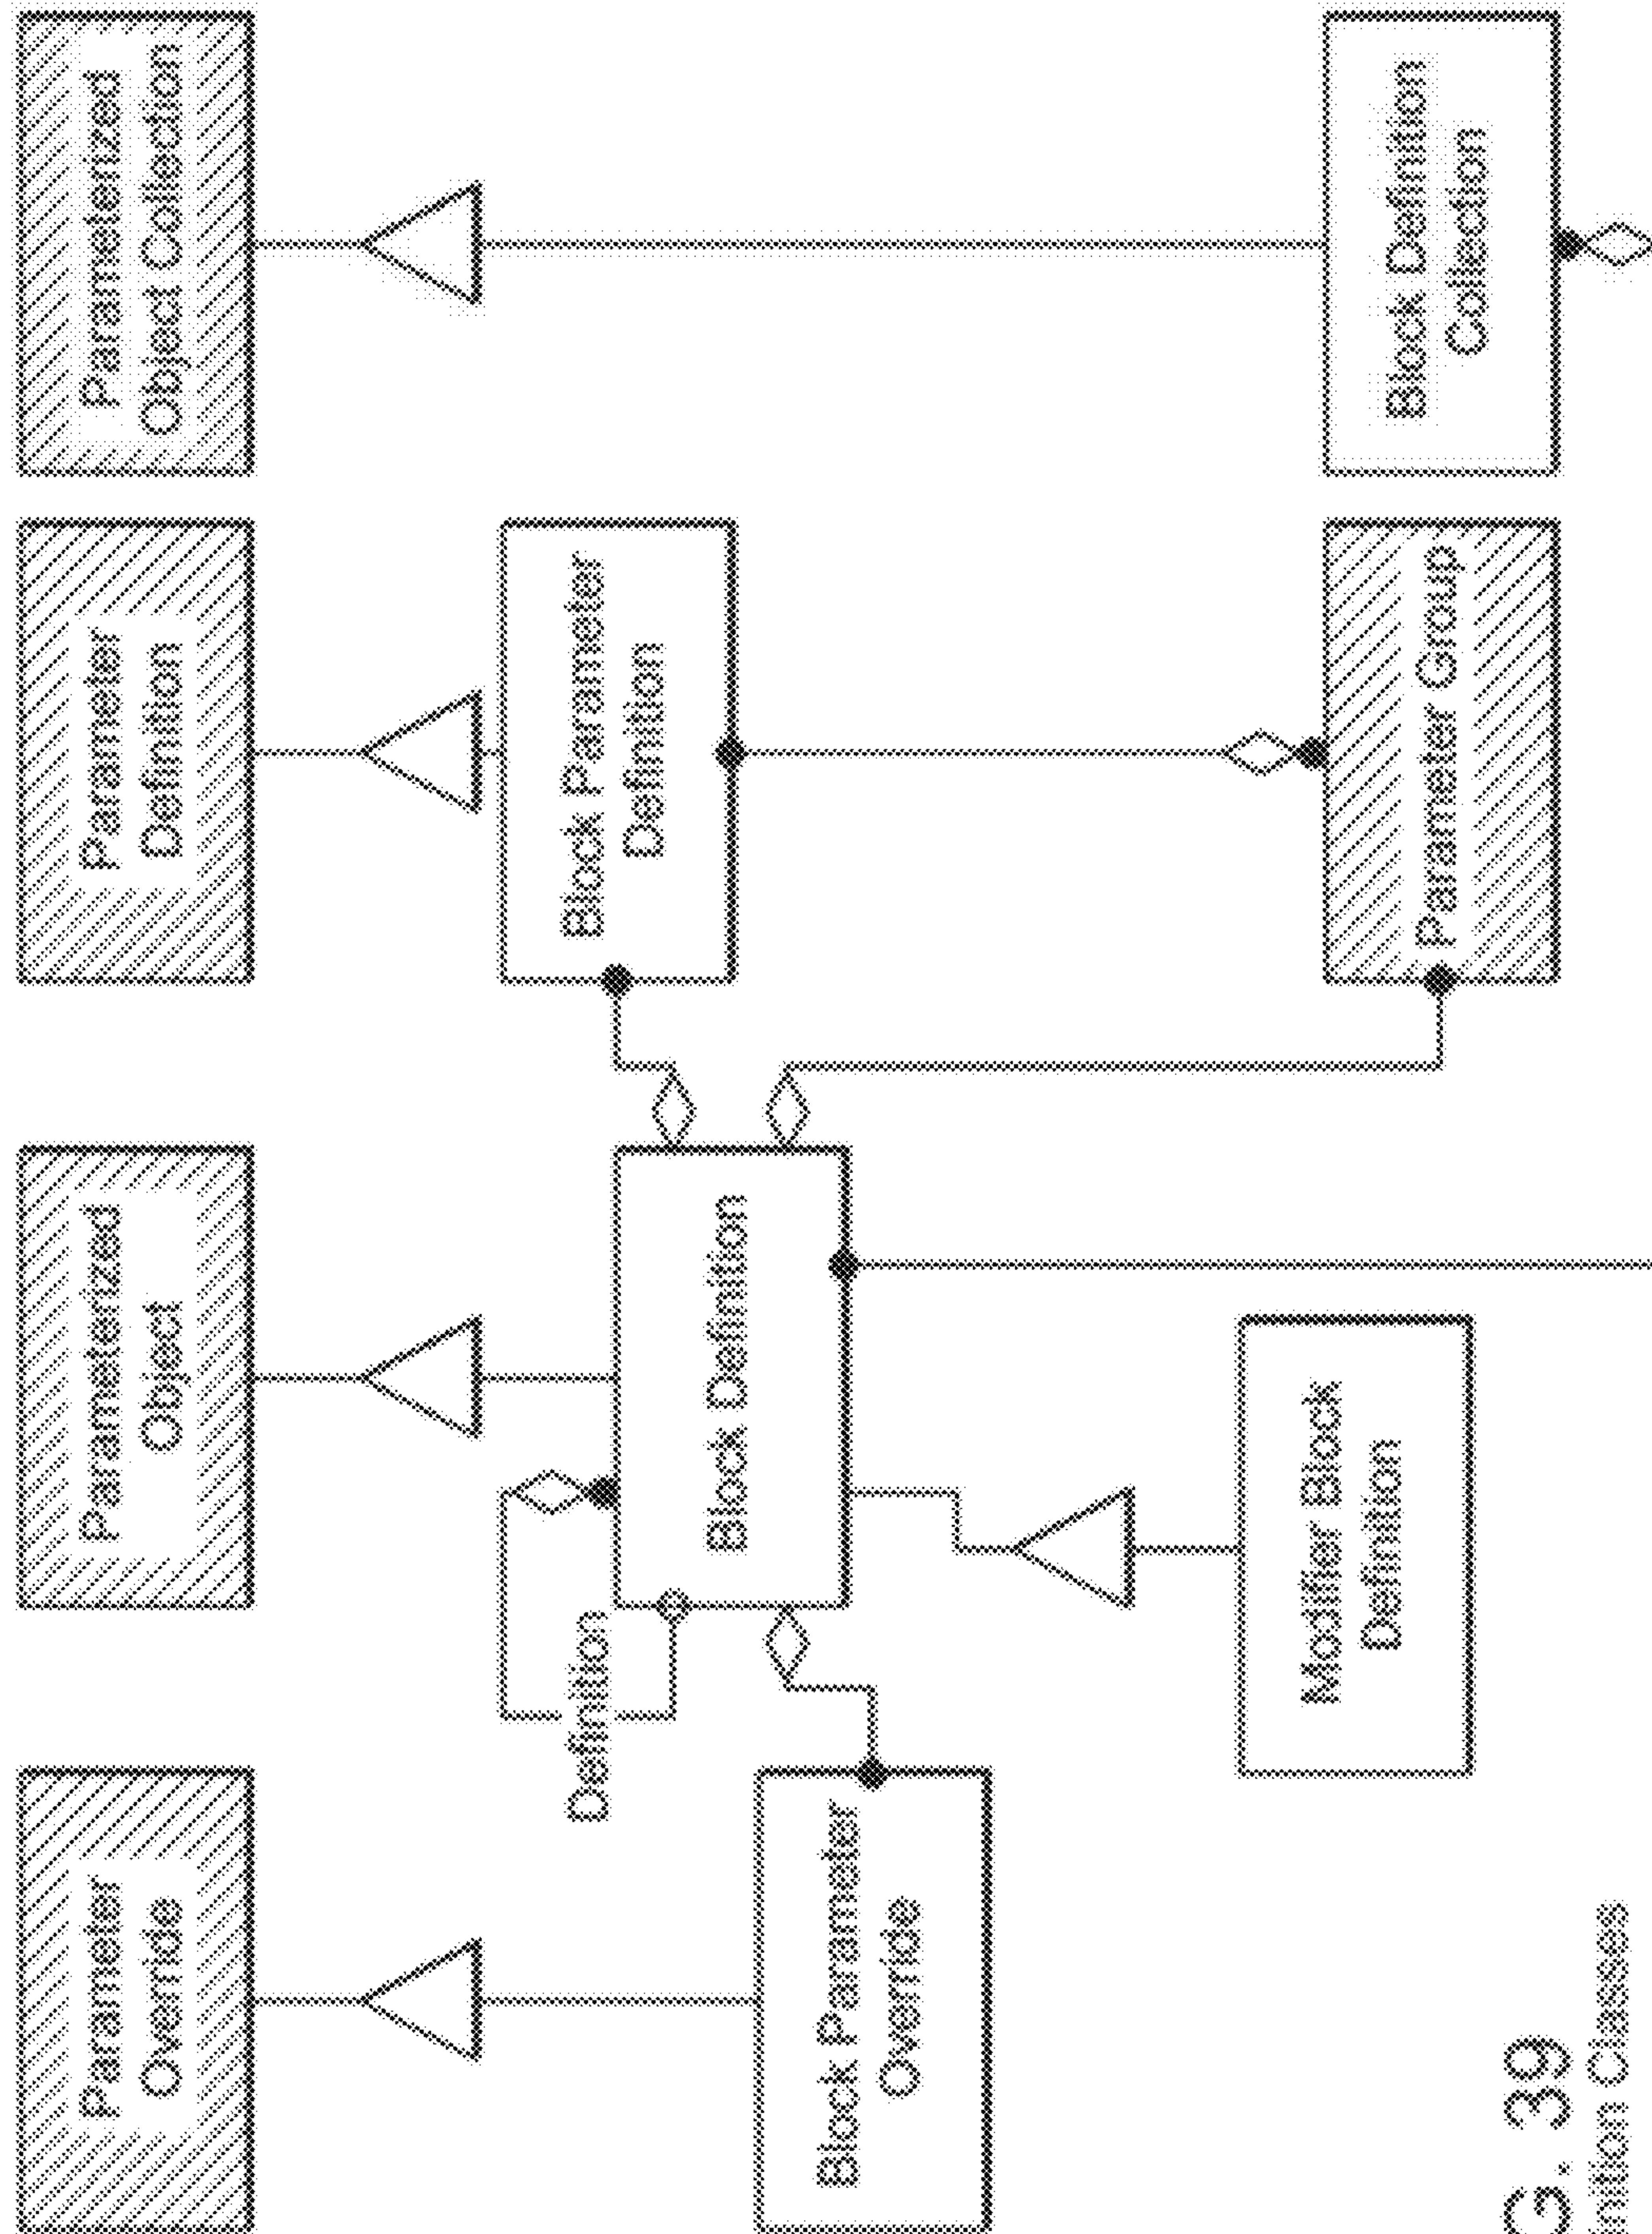 Parameter
Override
Parameterized
Object
Parameter
Definition
Parameterized
Object Collection
Definition
Block Parameter
Definition
Block Definition
Block Parameter
Override
Modifier Block
Definition
Parameter Group
Block Definition
Collection
39
Classes